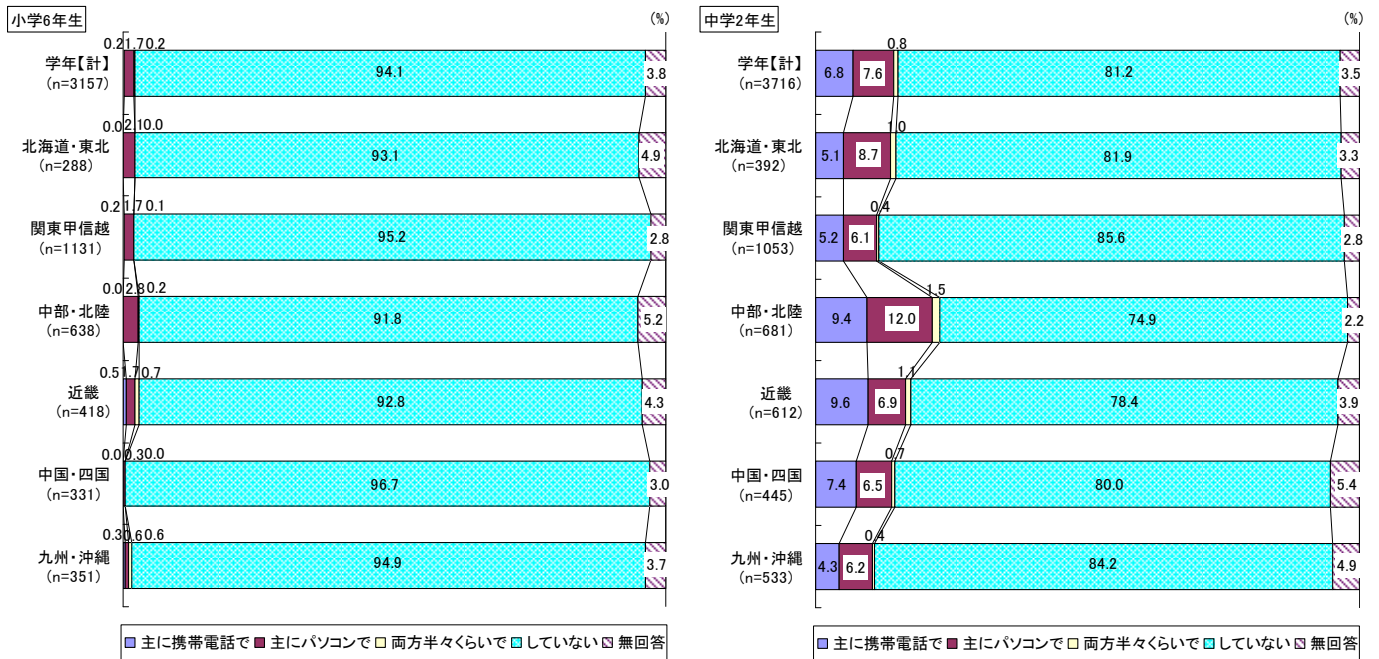 小学6年生
(%)
0.2 1.7 0.2
学年【計】
(n=3157)
94.1
3.8
0.0 2.1 0.0
北海道・東北
(n=288)
93.1
4.9
0.2 1.7 0.1
関東甲信越
(n=1131)
95.2
2.8
0.0 2.8 0.2
中部・北陸
(n=638)
91.8
5.2
0.5 1.7 0.7
近畿
(n=418)
92.8
4.3
0.0 0.3 0.0
中国・四国
(n=331)
96.7
3.0
0.3 0.6 0.6
九州・沖縄
(n=351)
94.9
3.7
主に携帯電話で 主にパソコンで 両方半々くらいで していない 無回答
中学2年生
(%)
0.8
学年【計】
(n=3716)
6.8 7.6 81.2 3.5
1.0
北海道・東北
(n=392)
5.1 8.7 81.9 3.3
0.4
関東甲信越
(n=1053)
5.2 6.1 85.6 2.8
1.5
中部・北陸
(n=681)
9.4 12.0 74.9 2.2
1.1
近畿
(n=612)
9.6 6.9 78.4 3.9
0.7
中国・四国
(n=445)
7.4 6.5 80.0 5.4
0.4
九州・沖縄
(n=533)
4.3 6.2 84.2 4.9
主に携帯電話で 主にパソコンで 両方半々くらいで していない 無回答